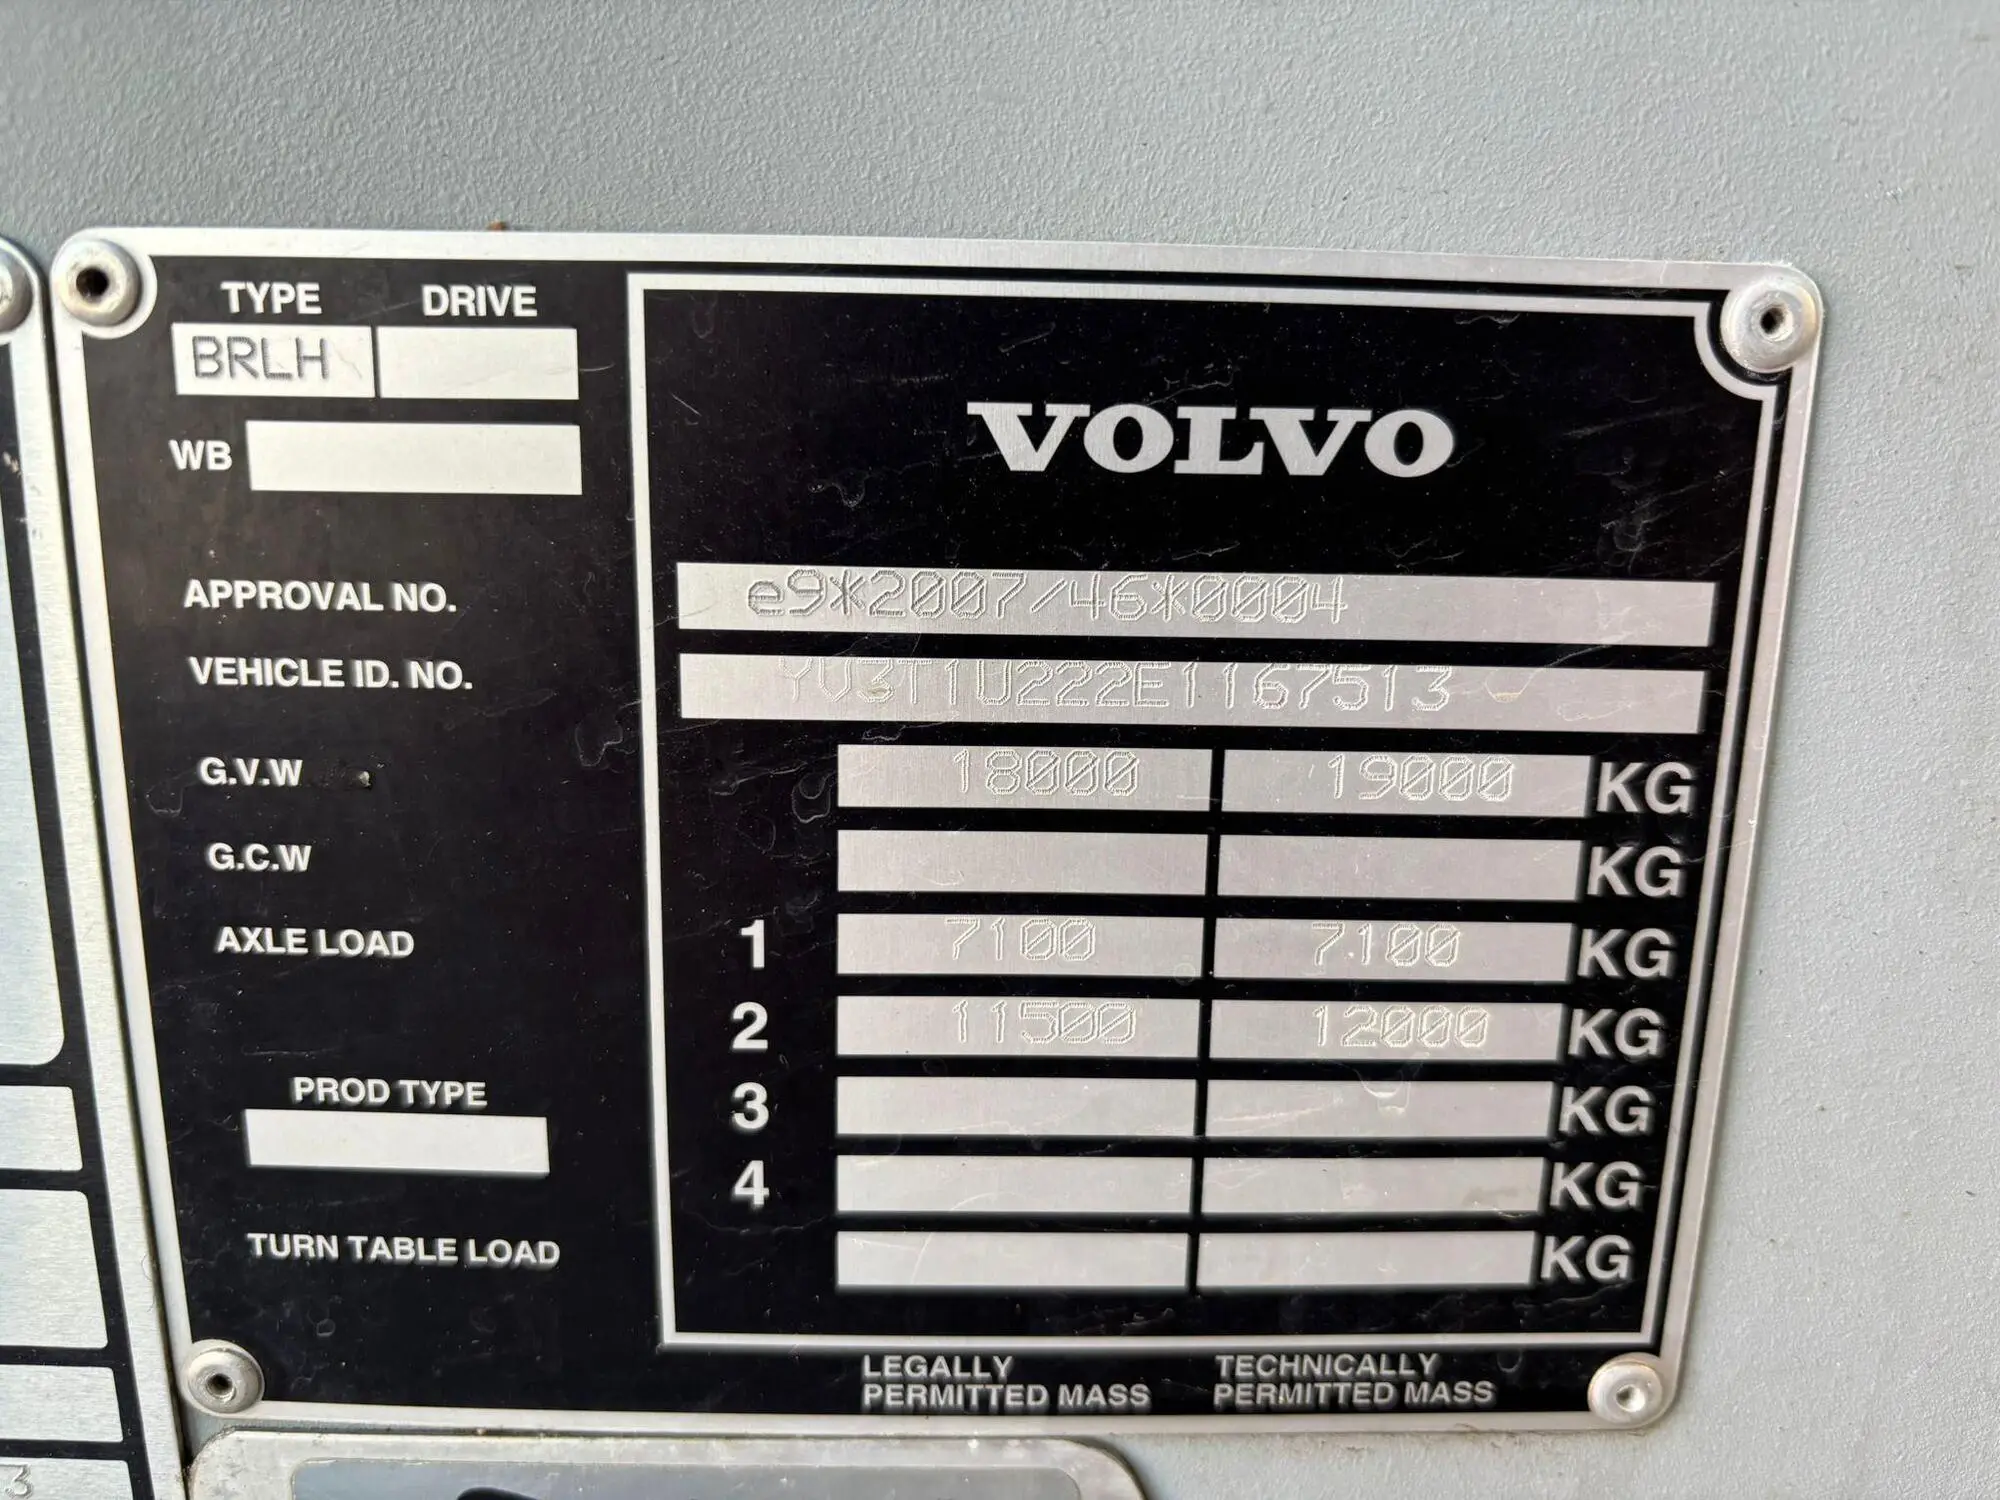 TYPE DRIVE
BRLH
VOLVO
WB
APPROVAL NO. e9*2007/46*0004
VEHICLE ID. NO. YV3T1U222E1167513
G.V.W 18000 19000 KG
G.C.W KG
AXLE LOAD 1 7100 7100 KG
2 11500 12000 KG
PROD TYPE
3 KG
4 KG
TURN TABLE LOAD KG
LEGALLY PERMITTED MASS
TECHNICALLY PERMITTED MASS
3